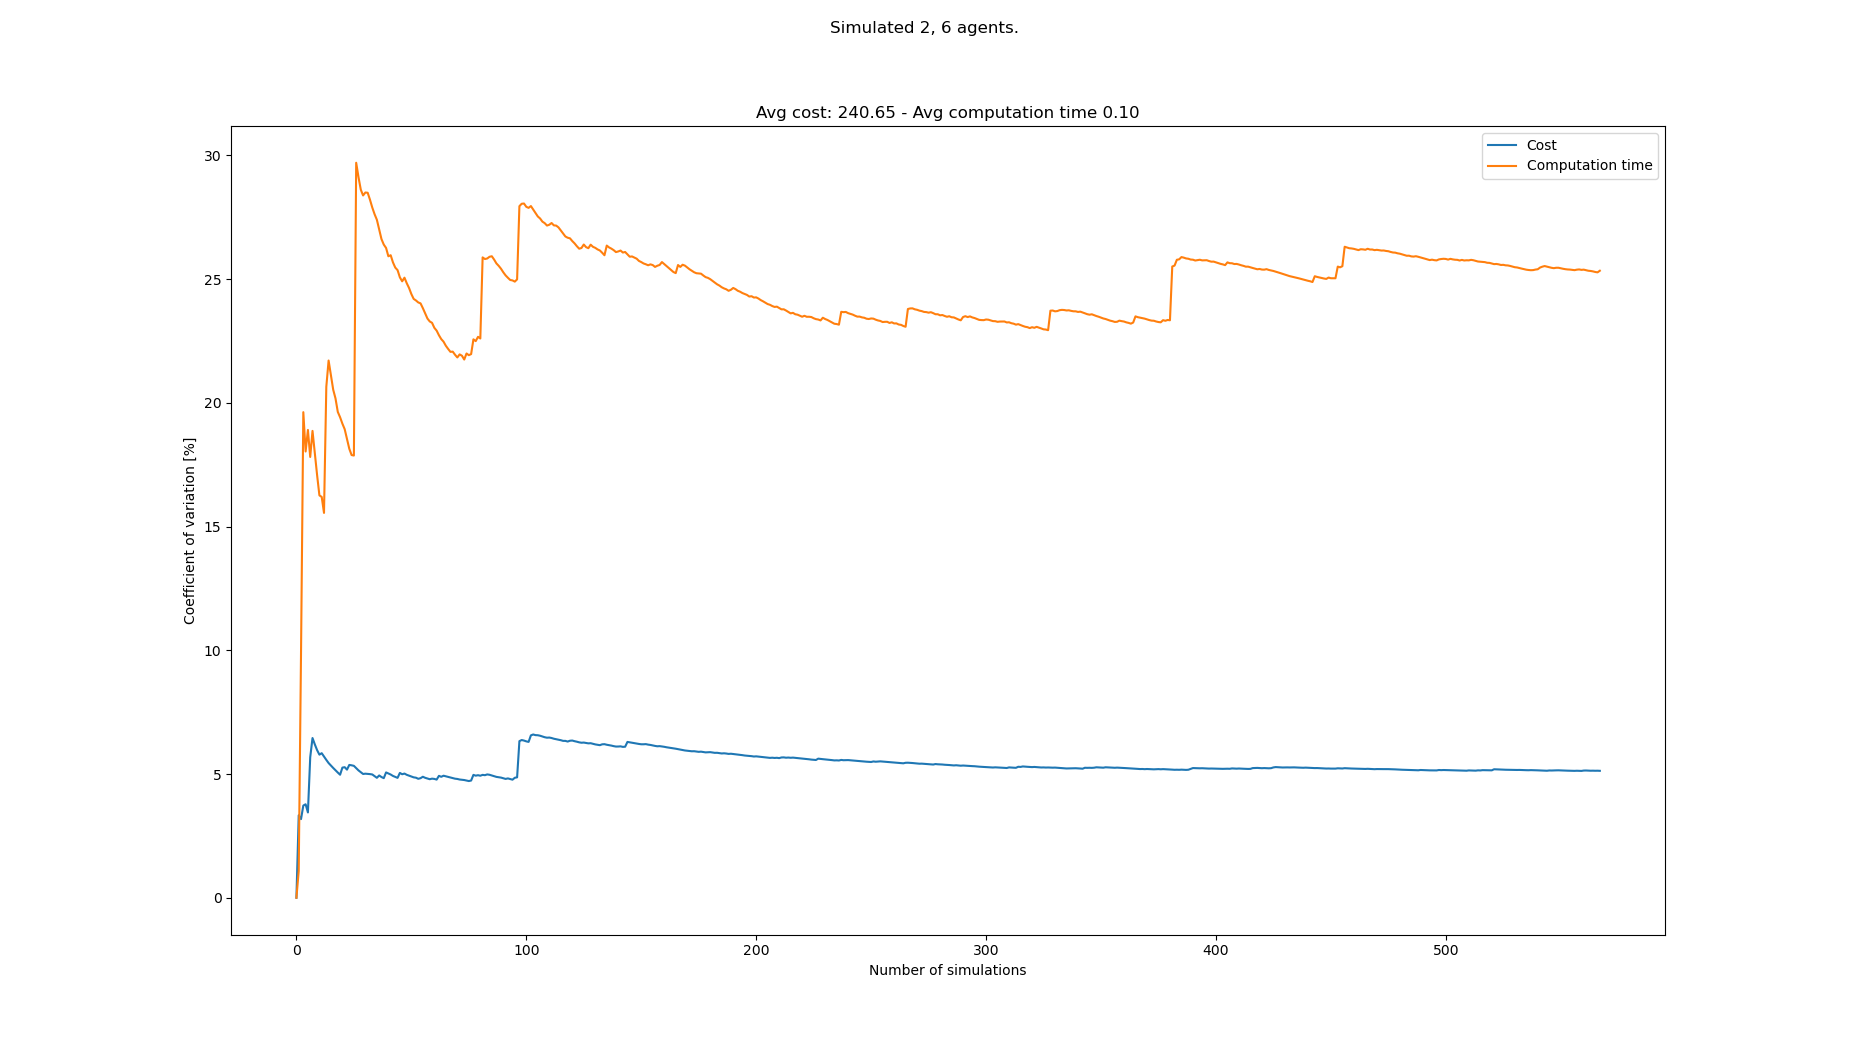 Simulated 2, 6 agents.
Avg cost: 240.65 - Avg computation time 0.10
Cost
Computation time
30
25
20
15
10
5
0
Coefficient of variation [%]
0 100 200 300 400 500
Number of simulations